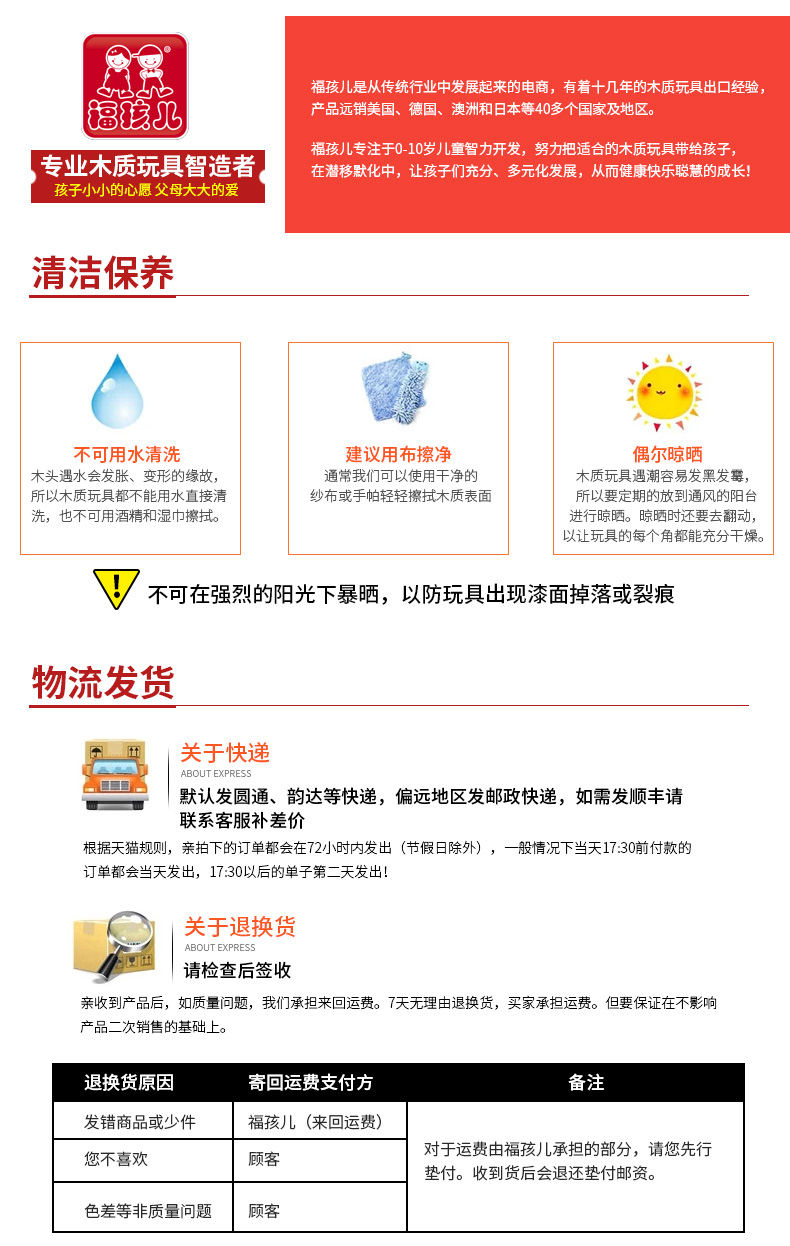 福孩儿
®
专业木质玩具智造者
孩子小小的心愿 父母大大的爱
福孩儿是从传统行业中发展起来的电商，有着十几年的木质玩具出口经验，
产品远销美国、德国、澳洲和日本等40多个国家及地区。
福孩儿专注于0-10岁儿童智力开发，努力把适合的木质玩具带给孩子，
在潜移默化中，让孩子们充分、多元化发展，从而健康快乐聪慧的成长！
清洁保养
不可用水清洗
木头遇水会发胀、变形的缘故，
所以木质玩具都不能用水直接清
洗，也不可用酒精和湿巾擦拭。
建议用布擦净
通常我们可以使用干净的
纱布或手帕轻轻擦拭木质表面
偶尔晾晒
木质玩具遇潮容易发黑发霉，
所以要定期的放到通风的阳台
进行晾晒。晾晒时还要去翻动，
以让玩具的每个角都能充分干燥。
不可在强烈的阳光下暴晒，以防玩具出现漆面掉落或裂痕
物流发货
关于快递
ABOUT EXPRESS
默认发圆通、韵达等快递，偏远地区发邮政快递，如需发顺丰请
联系客服补差价
根据天猫规则，亲拍下的订单都会在72小时内发出（节假日除外），一般情况下当天17:30前付款的
订单都会当天发出，17:30以后的单子第二天发出！
关于退换货
ABOUT EXPRESS
请检查后签收
亲收到产品后，如质量问题，我们承担来回运费。7天无理由退换货，买家承担运费。但要保证在不影响
产品二次销售的基础上。
退换货原因 寄回运费支付方 备注
发错商品或少件 福孩儿（来回运费）
您不喜欢 顾客
色差等非质量问题 顾客
对于运费由福孩儿承担的部分，请您先行
垫付。收到货后会退还垫付邮资。